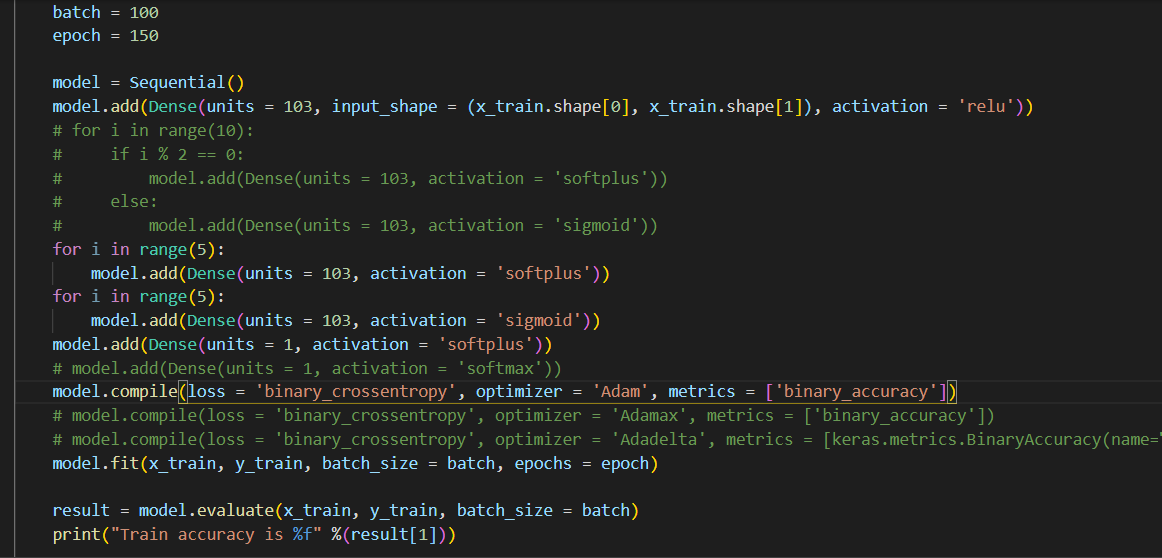 batch = 100
epoch = 150
model = Sequential()
model.add(Dense(units = 103, input_shape = (x_train.shape[0], x_train.shape[1]), activation = 'relu'))
# for i in range(10):
#     if i % 2 == 0:
#         model.add(Dense(units = 103, activation = 'softplus'))
#     else:
#         model.add(Dense(units = 103, activation = 'sigmoid'))
for i in range(5):
    model.add(Dense(units = 103, activation = 'softplus'))
for i in range(5):
    model.add(Dense(units = 103, activation = 'sigmoid'))
model.add(Dense(units = 1, activation = 'softplus'))
# model.add(Dense(units = 1, activation = 'softmax'))
model.compile(loss = 'binary_crossentropy', optimizer = 'Adam', metrics = ['binary_accuracy'])
# model.compile(loss = 'binary_crossentropy', optimizer = 'Adamax', metrics = ['binary_accuracy'])
# model.compile(loss = 'binary_crossentropy', optimizer = 'Adadelta', metrics = [keras.metrics.BinaryAccuracy(name="
model.fit(x_train, y_train, batch_size = batch, epochs = epoch)
result = model.evaluate(x_train, y_train, batch_size = batch)
print("Train accuracy is %f" %(result[1]))